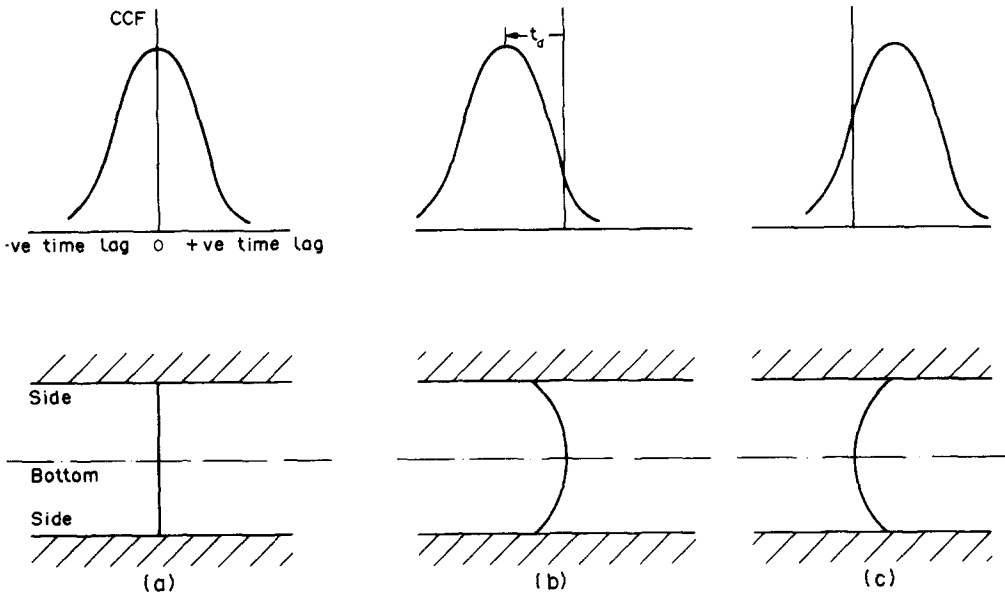 CCF
t_d
-ve time lag 0 +ve time lag
Side
Bottom
Side
(a)
(b)
(c)